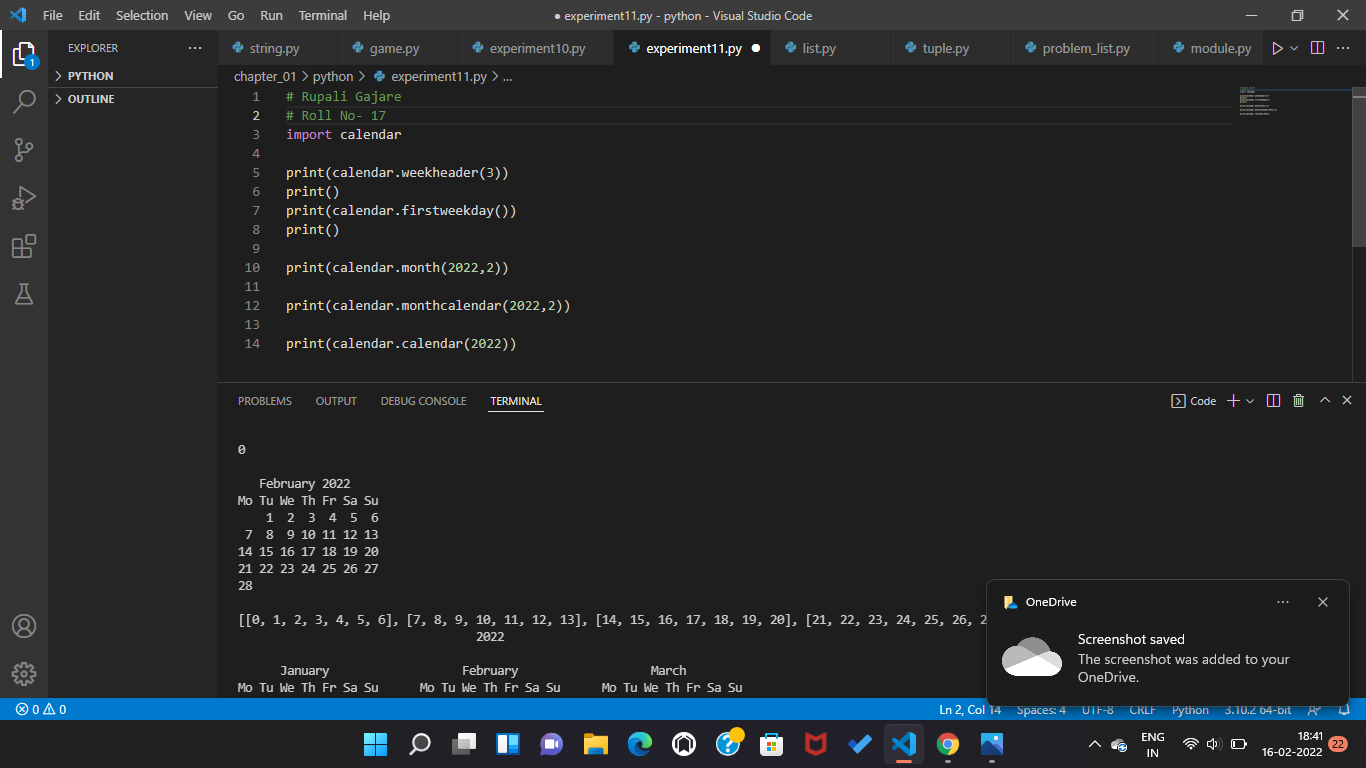 File Edit Selection View Go Run Terminal Help
● experiment11.py - python - Visual Studio Code
EXPLORER
PYTHON
OUTLINE
1
string.py game.py experiment10.py experiment11.py list.py tuple.py problem_list.py module.py
chapter_01 > python > experiment11.py > ...
1 # Rupali Gajare
2 # Roll No- 17
3 import calendar
4
5 print(calendar.weekheader(3))
6 print()
7 print(calendar.firstweekday())
8 print()
9
10 print(calendar.month(2022,2))
11
12 print(calendar.monthcalendar(2022,2))
13
14 print(calendar.calendar(2022))
PROBLEMS OUTPUT DEBUG CONSOLE TERMINAL
Code
0
February 2022
Mo Tu We Th Fr Sa Su
1 2 3 4 5 6
7 8 9 10 11 12 13
14 15 16 17 18 19 20
21 22 23 24 25 26 27
28
[[0, 1, 2, 3, 4, 5, 6], [7, 8, 9, 10, 11, 12, 13], [14, 15, 16, 17, 18, 19, 20], [21, 22, 23, 24, 25, 26, 2
2022
January February March
Mo Tu We Th Fr Sa Su Mo Tu We Th Fr Sa Su Mo Tu We Th Fr Sa Su
OneDrive
Screenshot saved
The screenshot was added to your
OneDrive.
0 0
Ln 2, Col 14 Spaces: 4 UTF-8 CRLF Python 3.10.2 64-bit
ENG
IN
18:41
16-02-2022
22